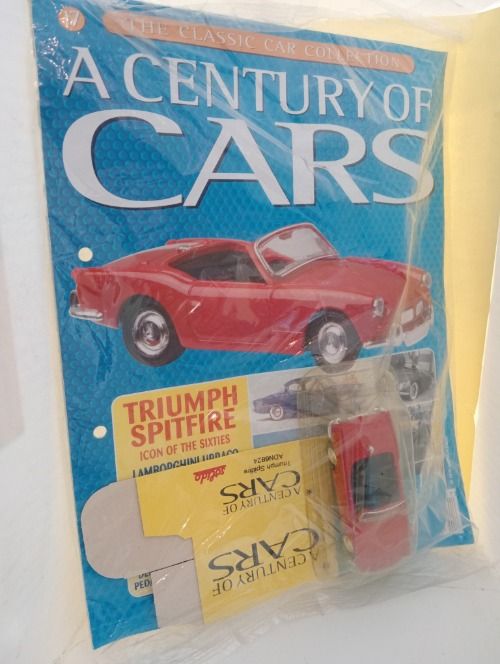 THE CLASSIC CAR COLLECTION
A CENTURY OF
CARS
TRIUMPH
SPITFIRE
ICON OF THE SIXTIES
LAMBORGHINI URRACO
solido
Triumph Spitfire
ADN6824
A CENTURY OF
CARS
A CENTURY OF
CARS